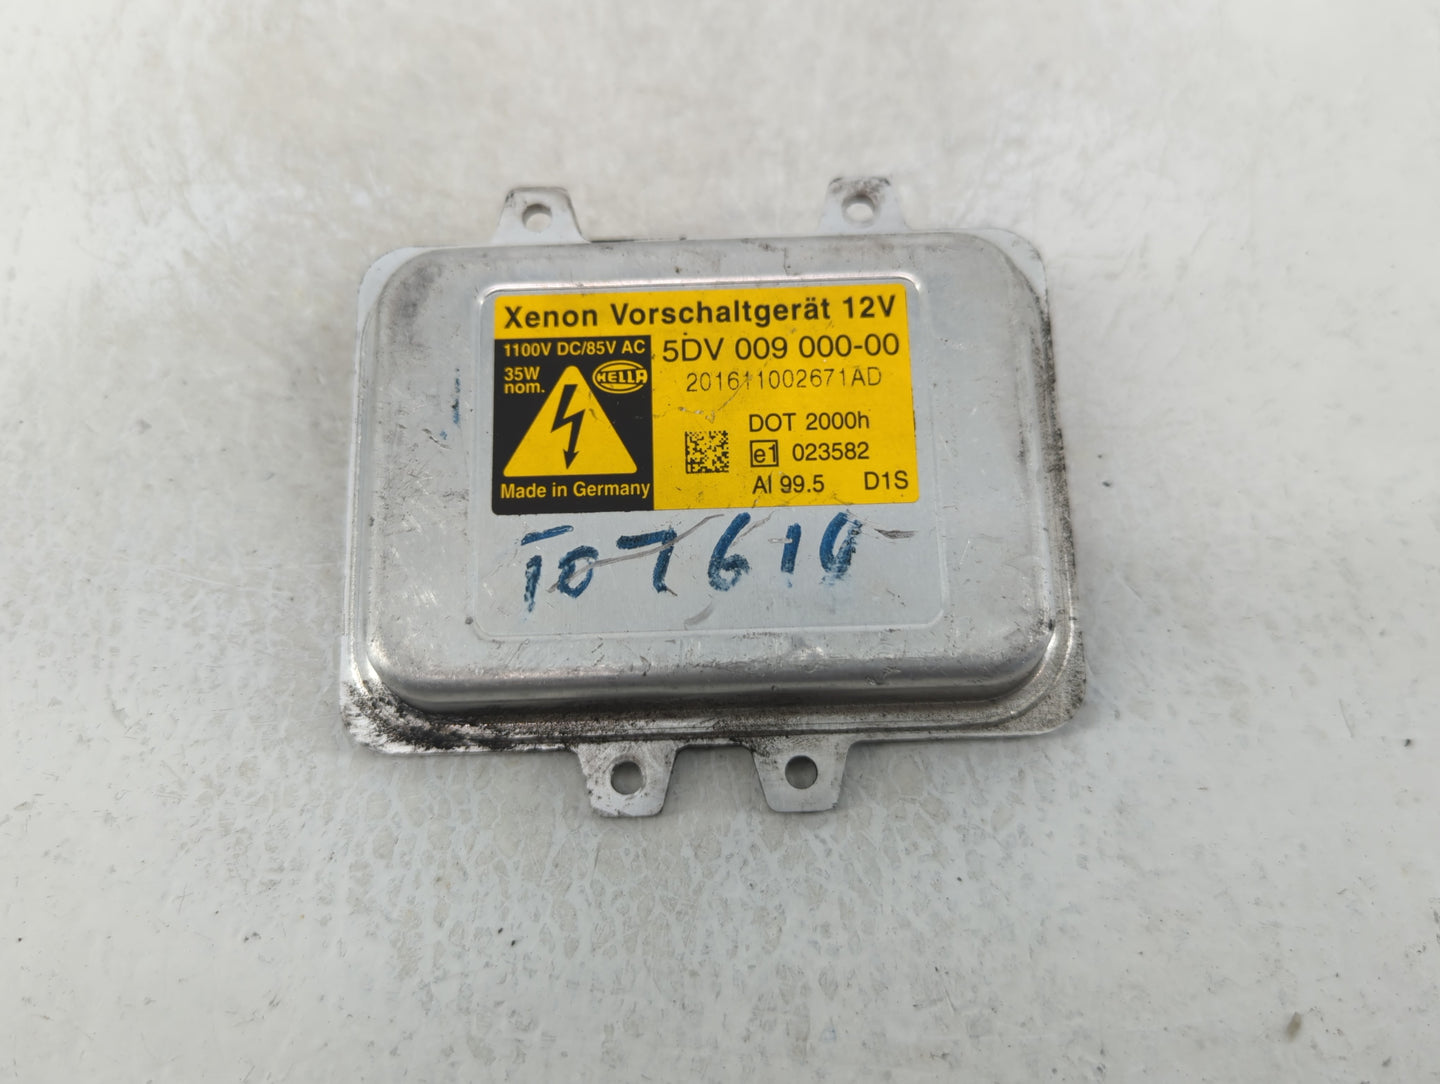 Xenon Vorschaltgerät 12V
1100V DC/85V AC
35W
nom.
HELLA
Made in Germany
5DV 009 000-00
201611002671AD
DOT 2000h
e1 023582
Al 99.5 D1S